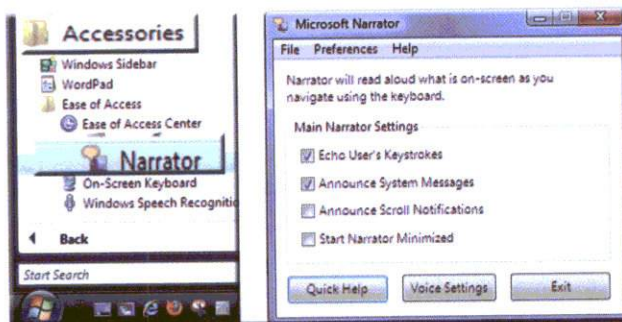 Accessories
Windows Sidebar
WordPad
Ease of Access
Ease of Access Center
Narrator
On-Screen Keyboard
Windows Speech Recognitio
Back
Start Search
Microsoft Narrator
File Preferences Help
Narrator will read aloud what is on-screen as you
navigate using the keyboard.
Main Narrator Settings
Echo User's Keystrokes
Announce System Messages
Announce Scroll Notifications
Start Narrator Minimized
Quick Help Voice Settings Exit